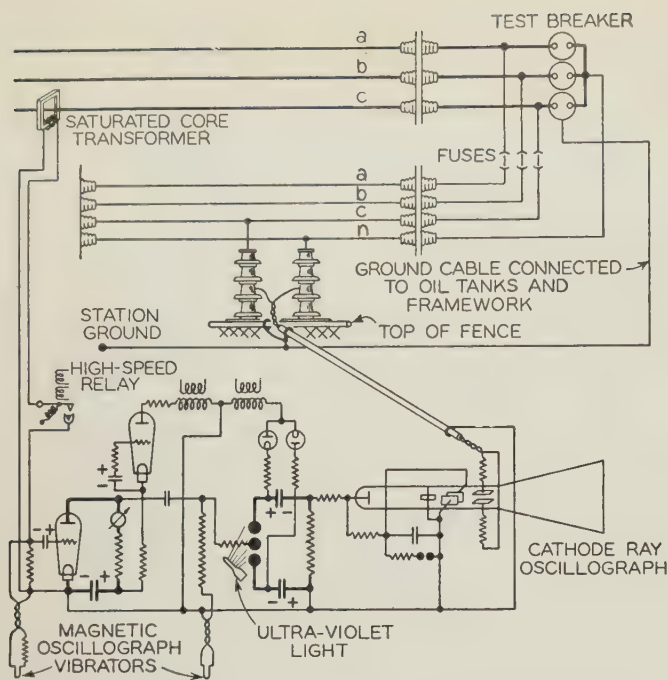 TEST BREAKER
a
b
c
SATURATED CORE
TRANSFORMER
FUSES
a
b
c
n
GROUND CABLE CONNECTED
TO OIL TANKS AND
FRAMEWORK
STATION
GROUND
TOP OF FENCE
HIGH-SPEED
RELAY
+
-
- +
- +
+ -
- +
CATHODE RAY
OSCILLOGRAPH
MAGNETIC
OSCILLOGRAPH
VIBRATORS
ULTRA-VIOLET
LIGHT